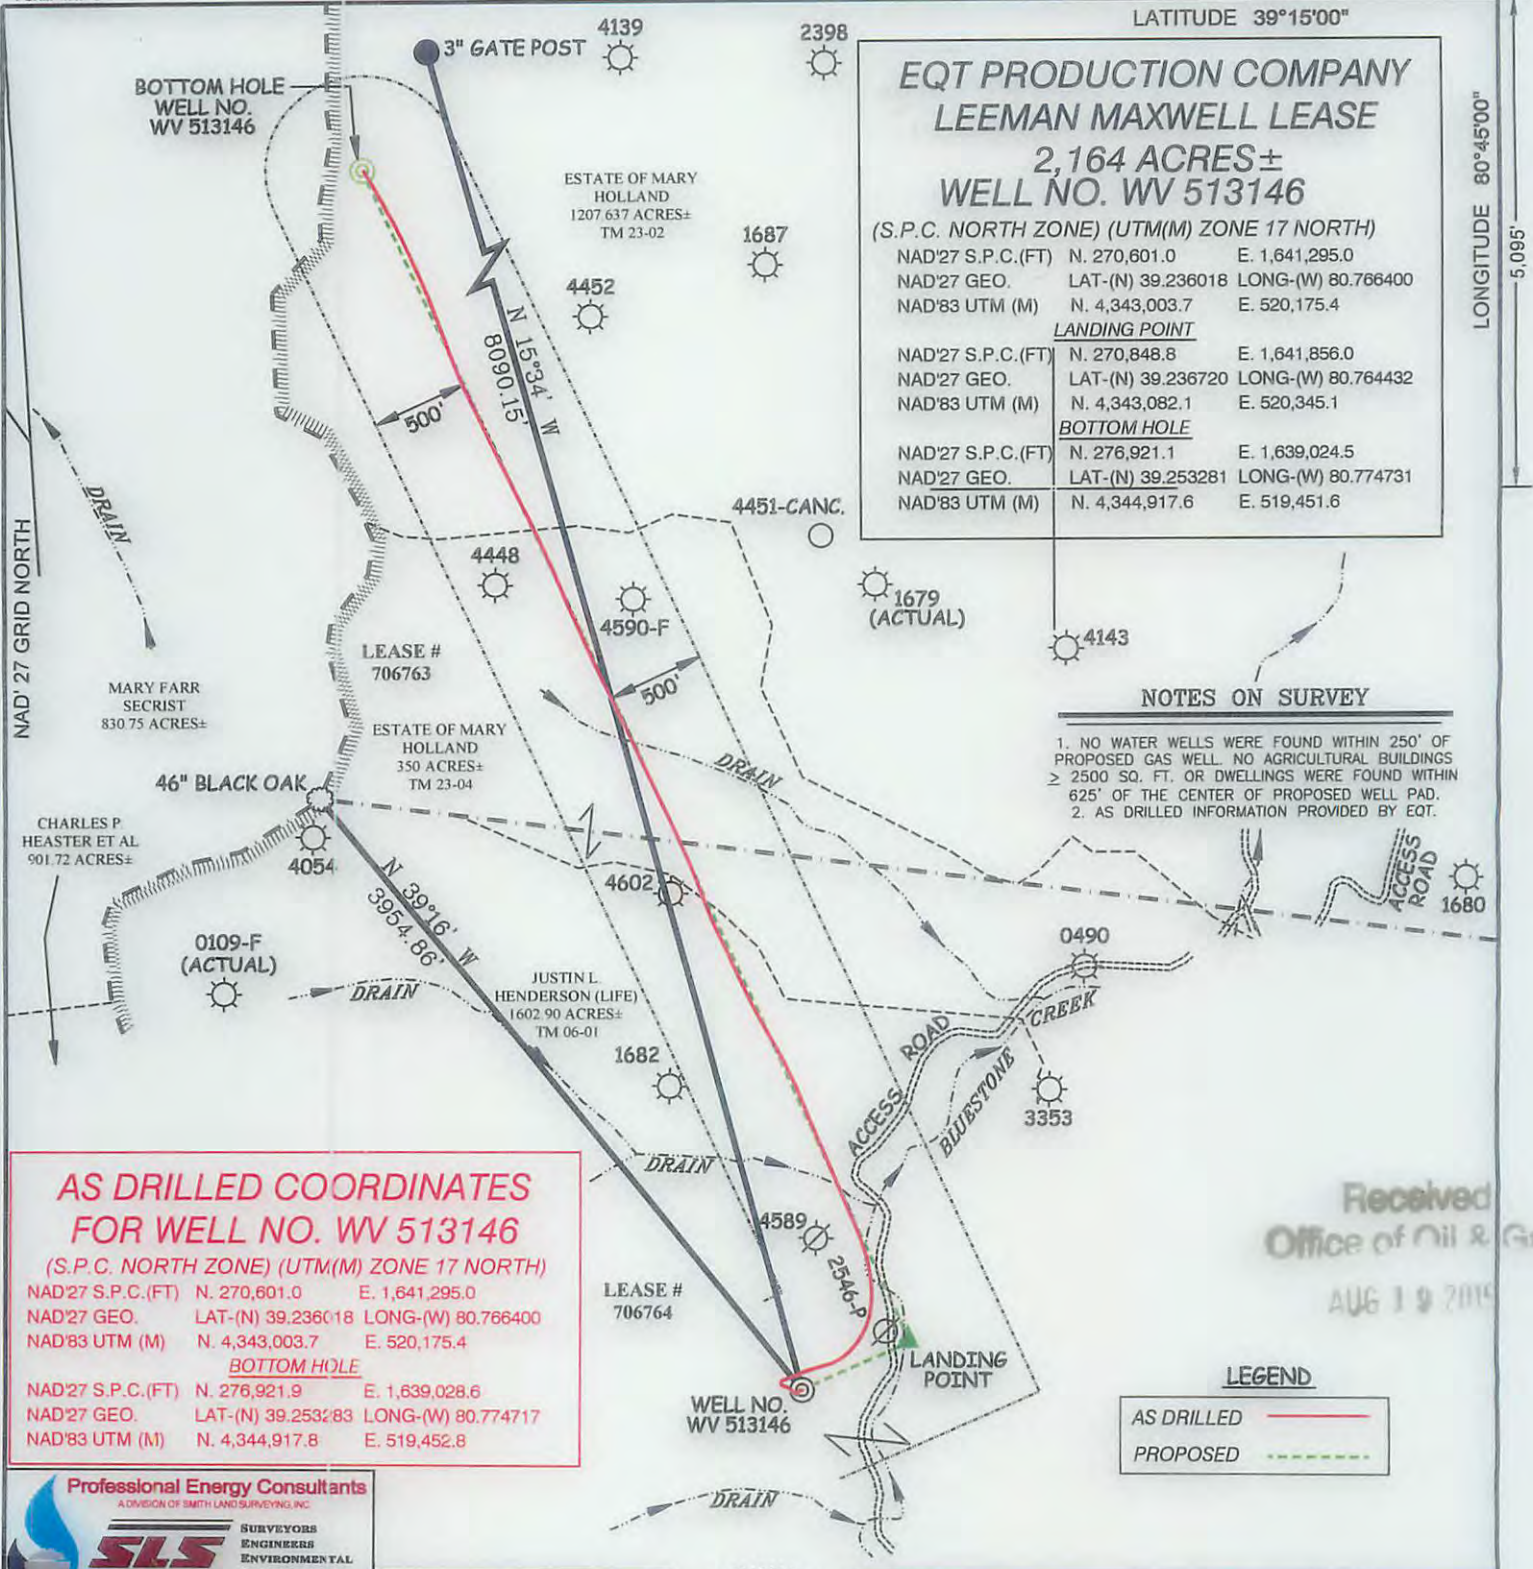 LATITUDE 39°15'00"
4139
2398
3" GATE POST
BOTTOM HOLE
WELL NO.
WV 513146
EQT PRODUCTION COMPANY
LEEMAN MAXWELL LEASE
2,164 ACRES±
WELL NO. WV 513146
(S.P.C. NORTH ZONE) (UTM(M) ZONE 17 NORTH)
NAD'27 S.P.C.(FT) N. 270,601.0 E. 1,641,295.0
NAD'27 GEO. LAT-(N) 39.236018 LONG-(W) 80.766400
NAD'83 UTM (M) N. 4,343,003.7 E. 520,175.4
LANDING POINT
NAD'27 S.P.C.(FT) N. 270,848.8 E. 1,641,856.0
NAD'27 GEO. LAT-(N) 39.236720 LONG-(W) 80.764432
NAD'83 UTM (M) N. 4,343,082.1 E. 520,345.1
BOTTOM HOLE
NAD'27 S.P.C.(FT) N. 276,921.1 E. 1,639,024.5
NAD'27 GEO. LAT-(N) 39.253281 LONG-(W) 80.774731
NAD'83 UTM (M) N. 4,344,917.6 E. 519,451.6
LONGITUDE 80°45'00"
5,095'
ESTATE OF MARY
HOLLAND
1207.637 ACRES±
TM 23-02
1687
4452
N 15°34' W
8090.15'
500'
DRAIN
NAD' 27 GRID NORTH
4451-CANC.
4448
4590-F
1679
(ACTUAL)
4143
LEASE #
706763
500'
MARY FARR
SECRIST
830.75 ACRES±
ESTATE OF MARY
HOLLAND
350 ACRES±
TM 23-04
DRAIN
NOTES ON SURVEY
1. NO WATER WELLS WERE FOUND WITHIN 250' OF
PROPOSED GAS WELL. NO AGRICULTURAL BUILDINGS
≥ 2500 SQ. FT. OR DWELLINGS WERE FOUND WITHIN
625' OF THE CENTER OF PROPOSED WELL PAD.
2. AS DRILLED INFORMATION PROVIDED BY EQT.
46" BLACK OAK
CHARLES P.
HEASTER ET AL
901.72 ACRES±
4054
N 39°16' W
3954.86'
4602
ACCESS
ROAD
1680
0109-F
(ACTUAL)
0490
DRAIN
JUSTIN L.
HENDERSON (LIFE)
1602.90 ACRES±
TM 06-01
CREEK
BLUESTONE
ACCESS
ROAD
1682
3353
DRAIN
AS DRILLED COORDINATES
FOR WELL NO. WV 513146
(S.P.C. NORTH ZONE) (UTM(M) ZONE 17 NORTH)
NAD'27 S.P.C.(FT) N. 270,601.0 E. 1,641,295.0
NAD'27 GEO. LAT-(N) 39.236018 LONG-(W) 80.766400
NAD'83 UTM (M) N. 4,343,003.7 E. 520,175.4
BOTTOM HOLE
NAD'27 S.P.C.(FT) N. 276,921.9 E. 1,639,028.6
NAD'27 GEO. LAT-(N) 39.253283 LONG-(W) 80.774717
NAD'83 UTM (M) N. 4,344,917.8 E. 519,452.8
4589
2546-P
LEASE #
706764
Received
Office of Oil &
AUG 19
LANDING
POINT
WELL NO.
WV 513146
LEGEND
AS DRILLED
PROPOSED
DRAIN
Professional Energy Consultants
A DIVISION OF SMITH LAND SURVEYING, INC.
SLS
SURVEYORS
ENGINEERS
ENVIRONMENTAL